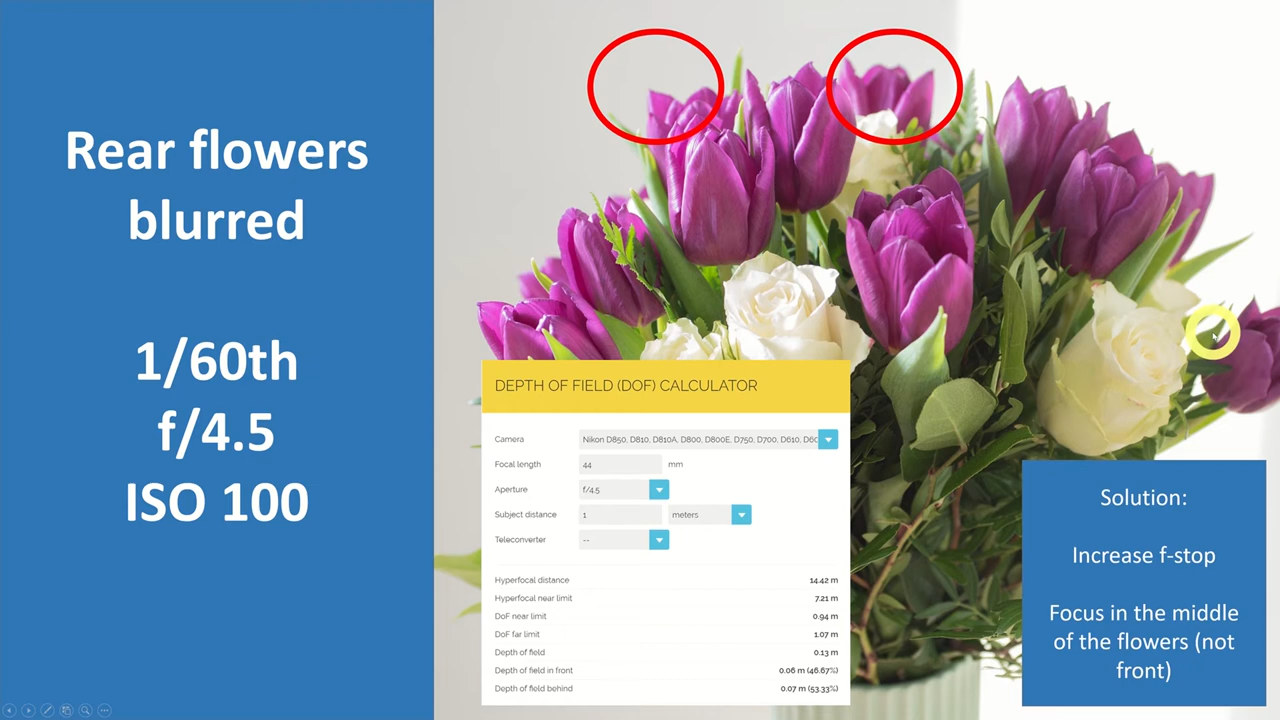 Rear flowers
blurred
1/60th
f/4.5
ISO 100
DEPTH OF FIELD (DOF) CALCULATOR
Camera Nikon D850, D810, D810A, D800, D800E, D750, D700, D610, D60
Focal length 44 mm
Aperture f/4.5
Subject distance 1 meters
Teleconverter --
Hyperfocal distance 14.42 m
Hyperfocal near limit 7.21 m
DoF near limit 0.94 m
DoF far limit 1.07 m
Depth of field 0.13 m
Depth of field in front 0.06 m (46.67%)
Depth of field behind 0.07 m (53.33%)
Solution:
Increase f-stop
Focus in the middle
of the flowers (not
front)